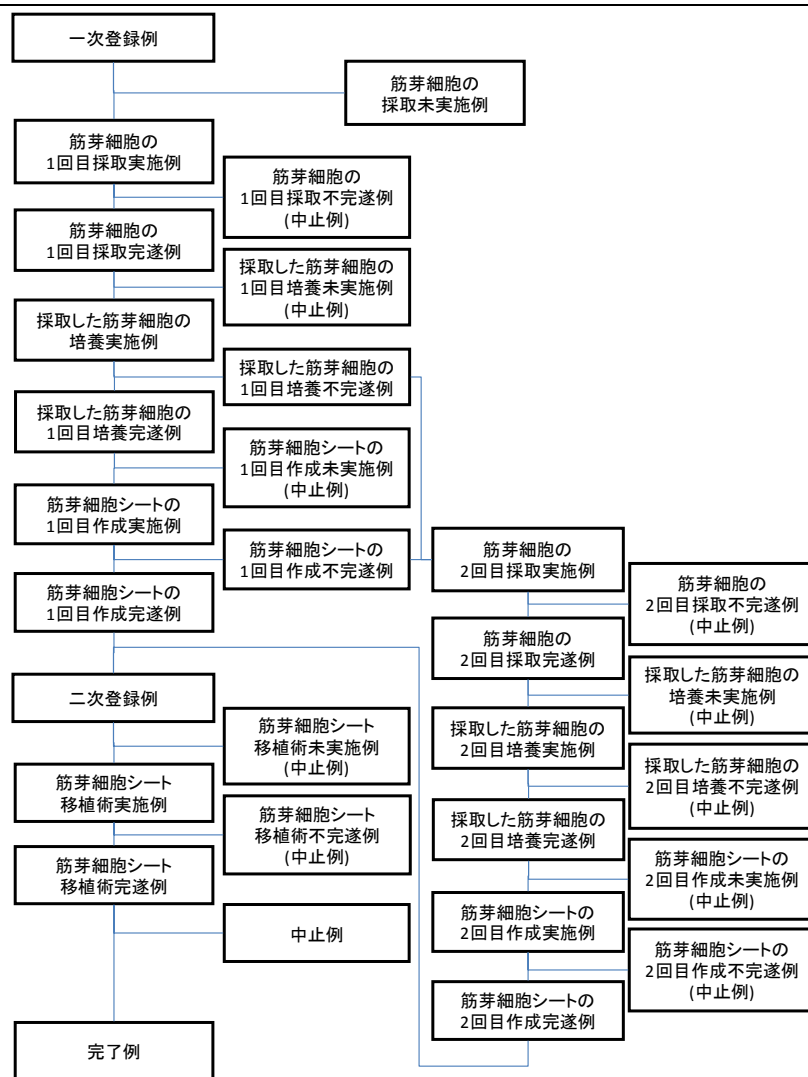 一次登録例
筋芽細胞の
採取未実施例
筋芽細胞の
1回目採取実施例
筋芽細胞の
1回目採取不完遂例
(中止例)
筋芽細胞の
1回目採取完遂例
採取した筋芽細胞の
1回目培養未実施例
(中止例)
採取した筋芽細胞の
培養実施例
採取した筋芽細胞の
1回目培養不完遂例
採取した筋芽細胞の
1回目培養完遂例
筋芽細胞シートの
1回目作成未実施例
(中止例)
筋芽細胞シートの
1回目作成実施例
筋芽細胞シートの
1回目作成不完遂例
筋芽細胞シートの
1回目作成完遂例
筋芽細胞の
2回目採取実施例
筋芽細胞の
2回目採取不完遂例
(中止例)
筋芽細胞の
2回目採取完遂例
採取した筋芽細胞の
培養未実施例
(中止例)
採取した筋芽細胞の
2回目培養実施例
採取した筋芽細胞の
2回目培養不完遂例
(中止例)
採取した筋芽細胞の
2回目培養完遂例
筋芽細胞シートの
2回目作成未実施例
(中止例)
筋芽細胞シートの
2回目作成実施例
筋芽細胞シートの
2回目作成不完遂例
(中止例)
筋芽細胞シートの
2回目作成完遂例
二次登録例
筋芽細胞シート
移植術未実施例
(中止例)
筋芽細胞シート
移植術実施例
筋芽細胞シート
移植術不完遂例
(中止例)
筋芽細胞シート
移植術完遂例
中止例
完了例